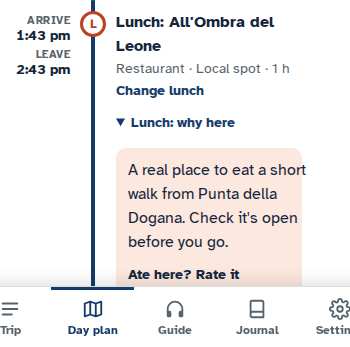 ARRIVE
1:43 pm
LEAVE
2:43 pm
L
Lunch: All'Ombra del
Leone
Restaurant · Local spot · 1 h
Change lunch
▼ Lunch: why here
A real place to eat a short
walk from Punta della
Dogana. Check it's open
before you go.
Ate here? Rate it
Trip
Day plan
Guide
Journal
Settin